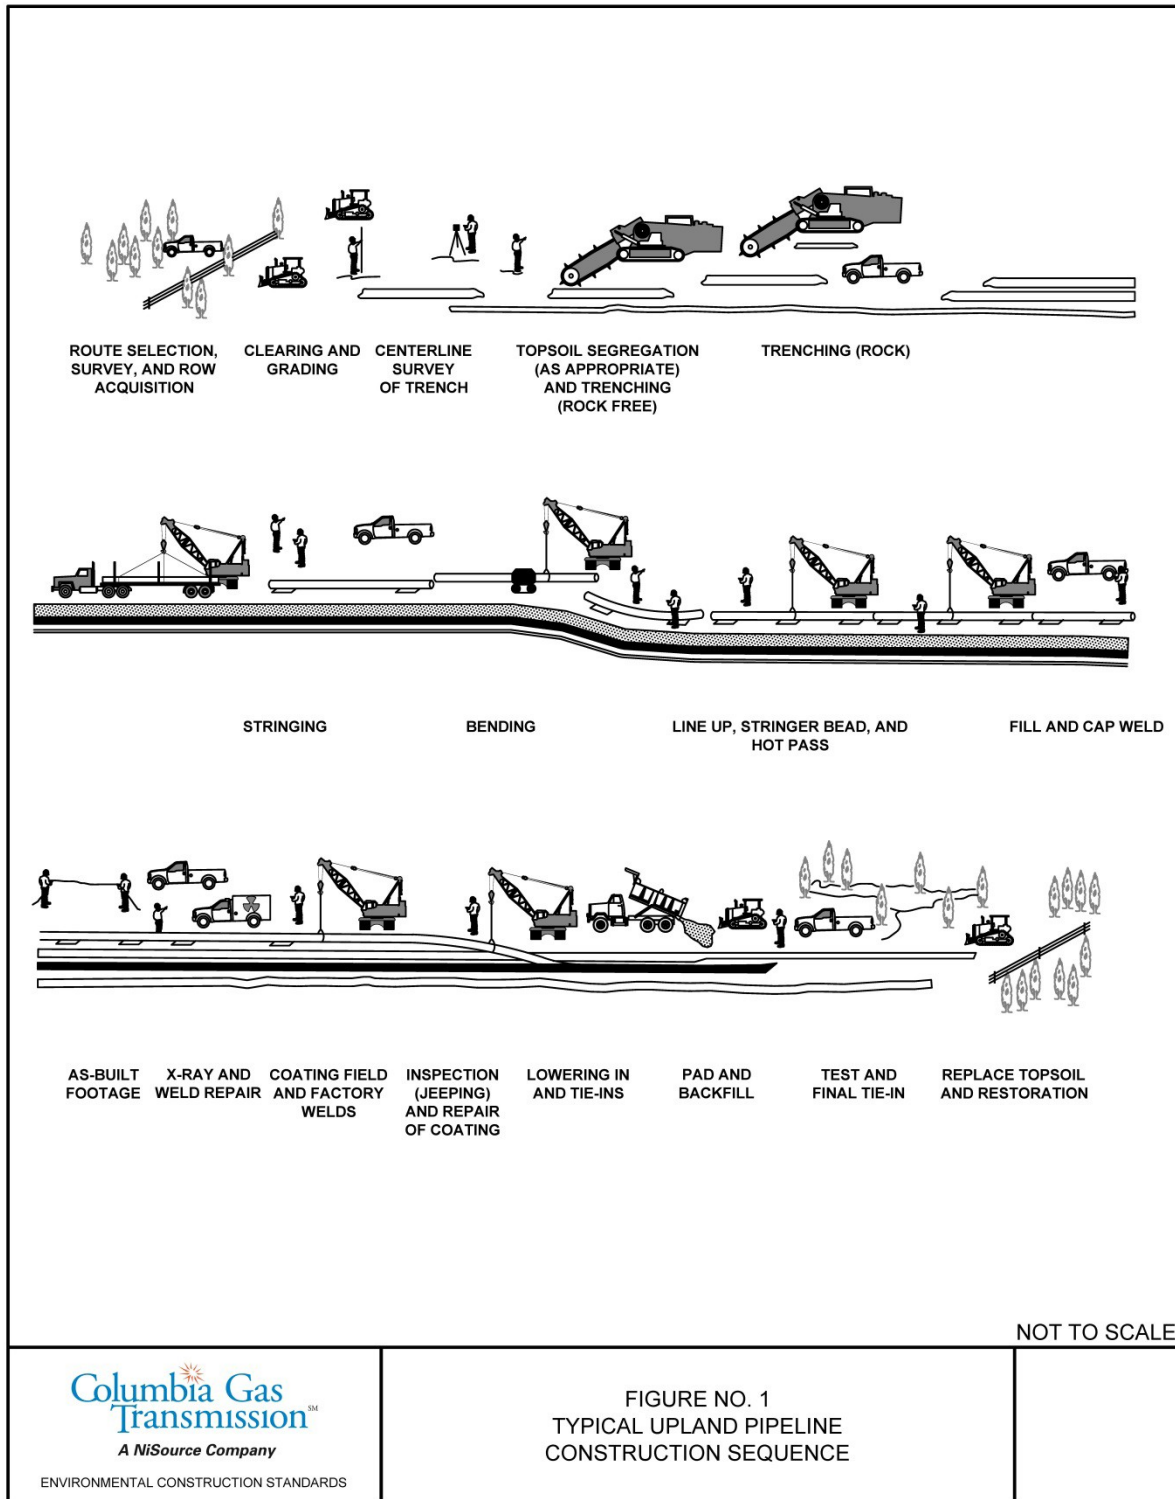 ROUTE SELECTION,
SURVEY, AND ROW
ACQUISITION
CLEARING AND
GRADING
CENTERLINE
SURVEY
OF TRENCH
TOPSOIL SEGREGATION
(AS APPROPRIATE)
AND TRENCHING
(ROCK FREE)
TRENCHING (ROCK)
STRINGING
BENDING
LINE UP, STRINGER BEAD, AND
HOT PASS
FILL AND CAP WELD
AS-BUILT
FOOTAGE
X-RAY AND
WELD REPAIR
COATING FIELD
AND FACTORY
WELDS
INSPECTION
(JEEPING)
AND REPAIR
OF COATING
LOWERING IN
AND TIE-INS
PAD AND
BACKFILL
TEST AND
FINAL TIE-IN
REPLACE TOPSOIL
AND RESTORATION
NOT TO SCALE
Columbia Gas
Transmission℠
A NiSource Company
ENVIRONMENTAL CONSTRUCTION STANDARDS
FIGURE NO. 1
TYPICAL UPLAND PIPELINE
CONSTRUCTION SEQUENCE